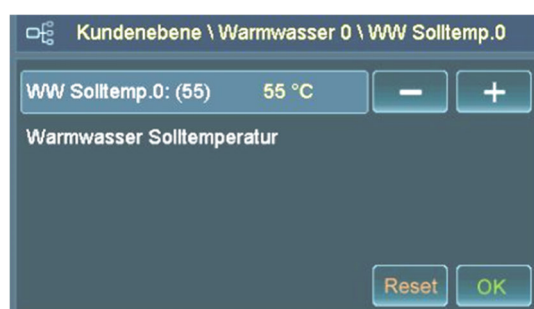 Kundenebene \ Warmwasser 0 \ WW Solltemp.0
WW Solltemp.0: (55) 55 °C − +
Warmwasser Solltemperatur
Reset OK